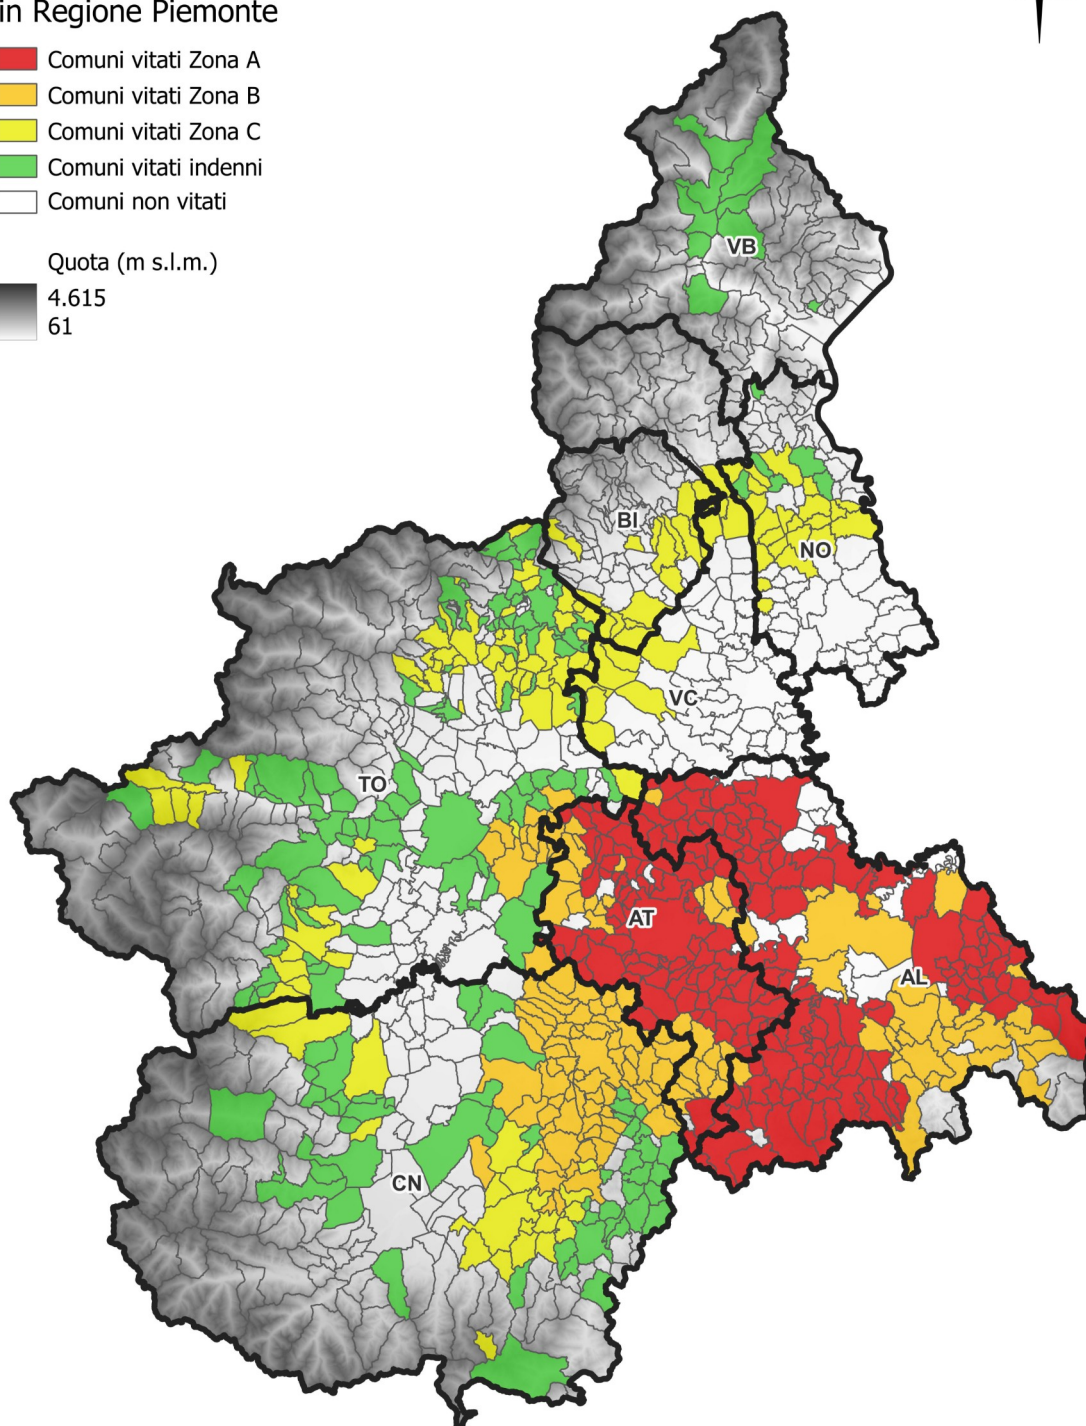 in Regione Piemonte
Comuni vitati Zona A
Comuni vitati Zona B
Comuni vitati Zona C
Comuni vitati indenni
Comuni non vitati
Quota (m s.l.m.)
4.615
61
VB
BI
NO
VC
TO
AT
AL
CN